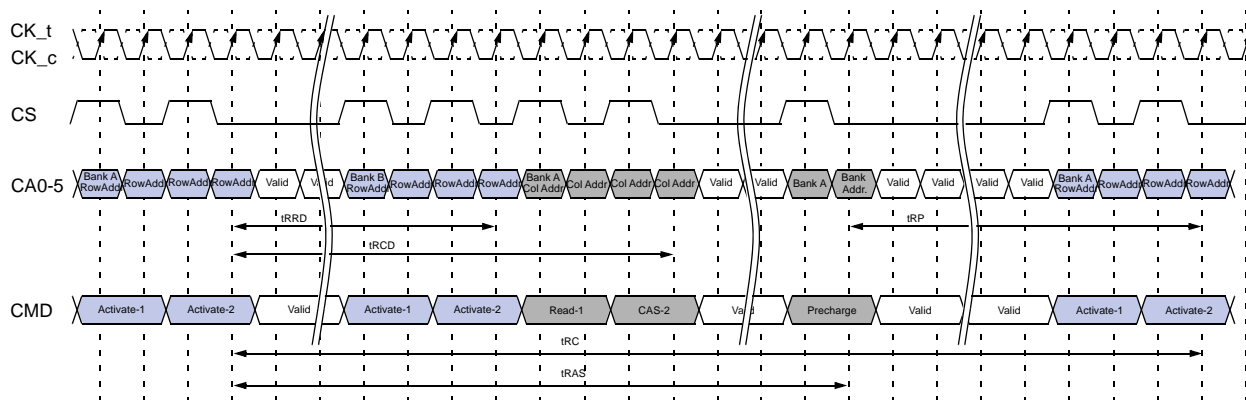 CK_t
CK_c
CS
CA0-5
Bank A
RowAddr
RowAddr
RowAddr
RowAddr
Valid
Valid
Bank B
RowAddr
RowAddr
RowAddr
RowAddr
Bank A
Col Addr
Col Addr
Col Addr
Col Addr
Valid
Valid
Bank A
Bank
Addr.
Valid
Valid
Valid
Valid
Bank A
RowAddr
RowAddr
RowAddr
RowAddr
tRRD
tRP
tRCD
CMD
Activate-1
Activate-2
Valid
Activate-1
Activate-2
Read-1
CAS-2
Valid
Precharge
Valid
Valid
Activate-1
Activate-2
tRC
tRAS